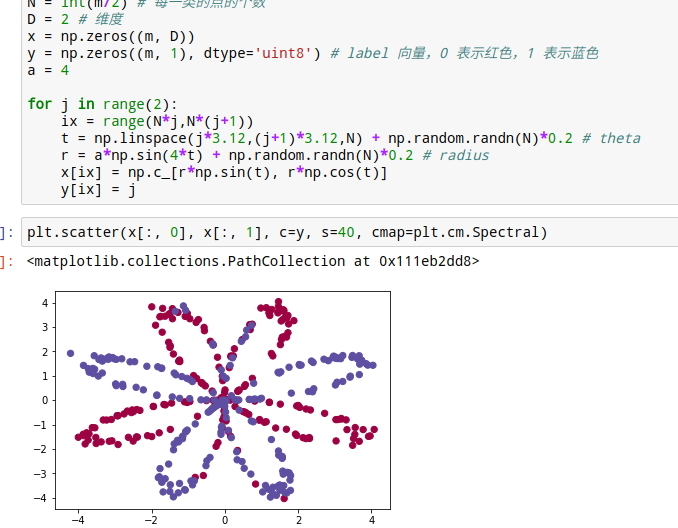 N = int(m/2) # 每一类的点的个数
D = 2 # 维度
x = np.zeros((m, D))
y = np.zeros((m, 1), dtype='uint8') # label 向量，0 表示红色，1 表示蓝色
a = 4
for j in range(2):
ix = range(N*j,N*(j+1))
t = np.linspace(j*3.12,(j+1)*3.12,N) + np.random.randn(N)*0.2 # theta
r = a*np.sin(4*t) + np.random.randn(N)*0.2 # radius
x[ix] = np.c_[r*np.sin(t), r*np.cos(t)]
y[ix] = j
]: plt.scatter(x[:, 0], x[:, 1], c=y, s=40, cmap=plt.cm.Spectral)
]: <matplotlib.collections.PathCollection at 0x111eb2dd8>
4
3
2
1
0
−1
−2
−3
−4
−4 −2 0 2 4